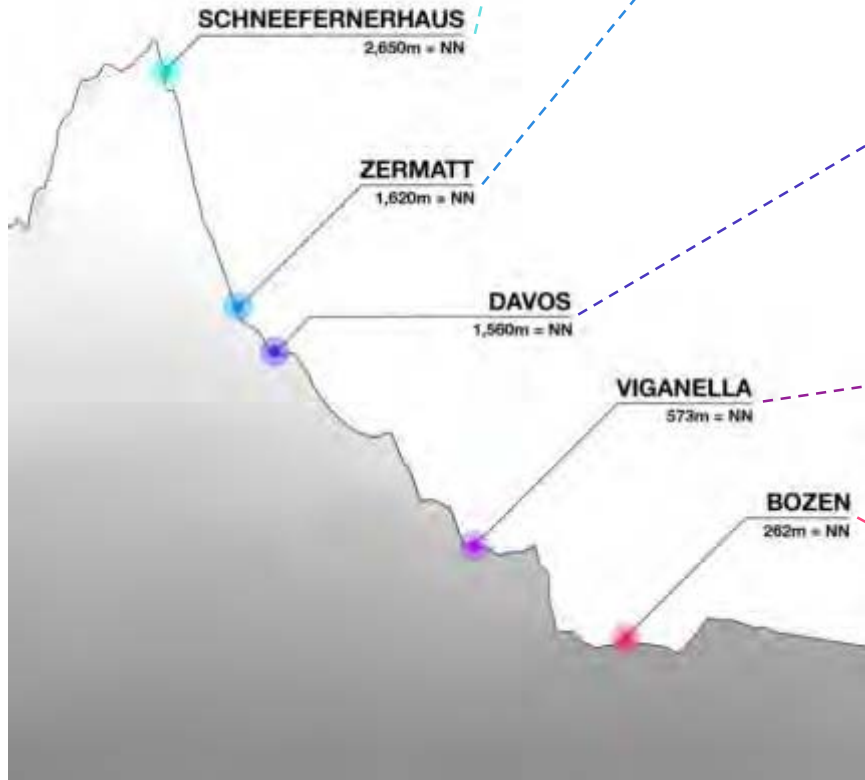 SCHNEEFERNERHAUS
2,650m = NN
ZERMATT
1,620m = NN
DAVOS
1,560m = NN
VIGANELLA
573m = NN
BOZEN
262m = NN